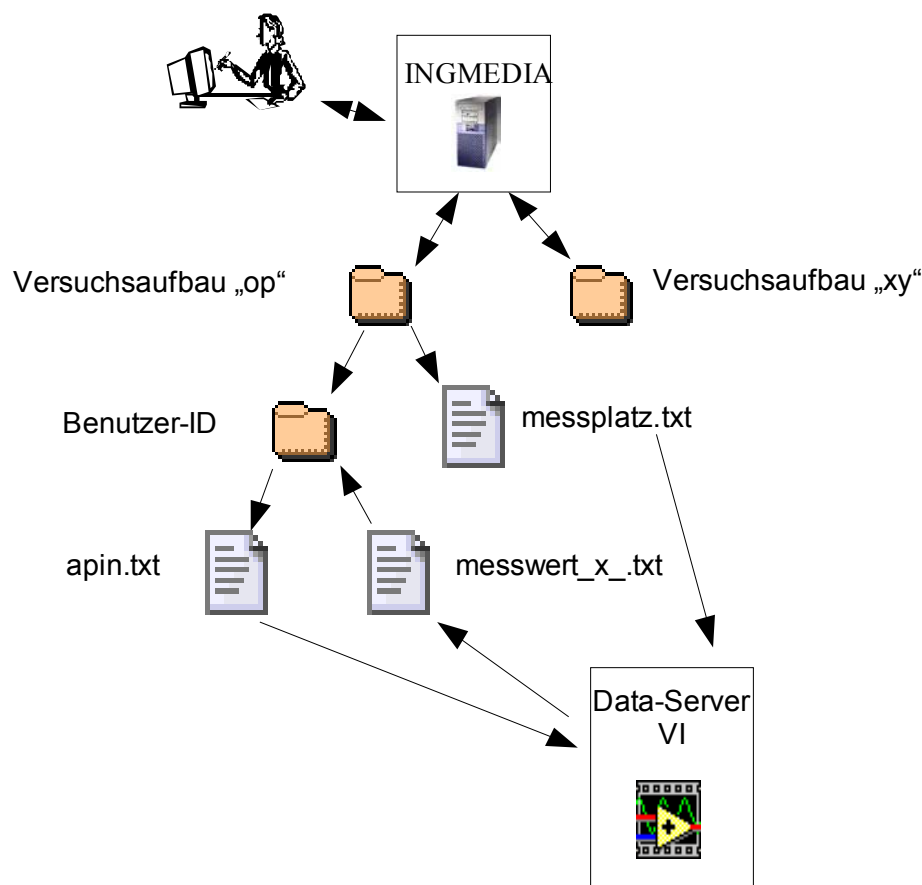 INGMEDIA
Versuchsaufbau „op“
Versuchsaufbau „xy“
Benutzer-ID
messplatz.txt
apin.txt
messwert_x_.txt
Data-Server
VI